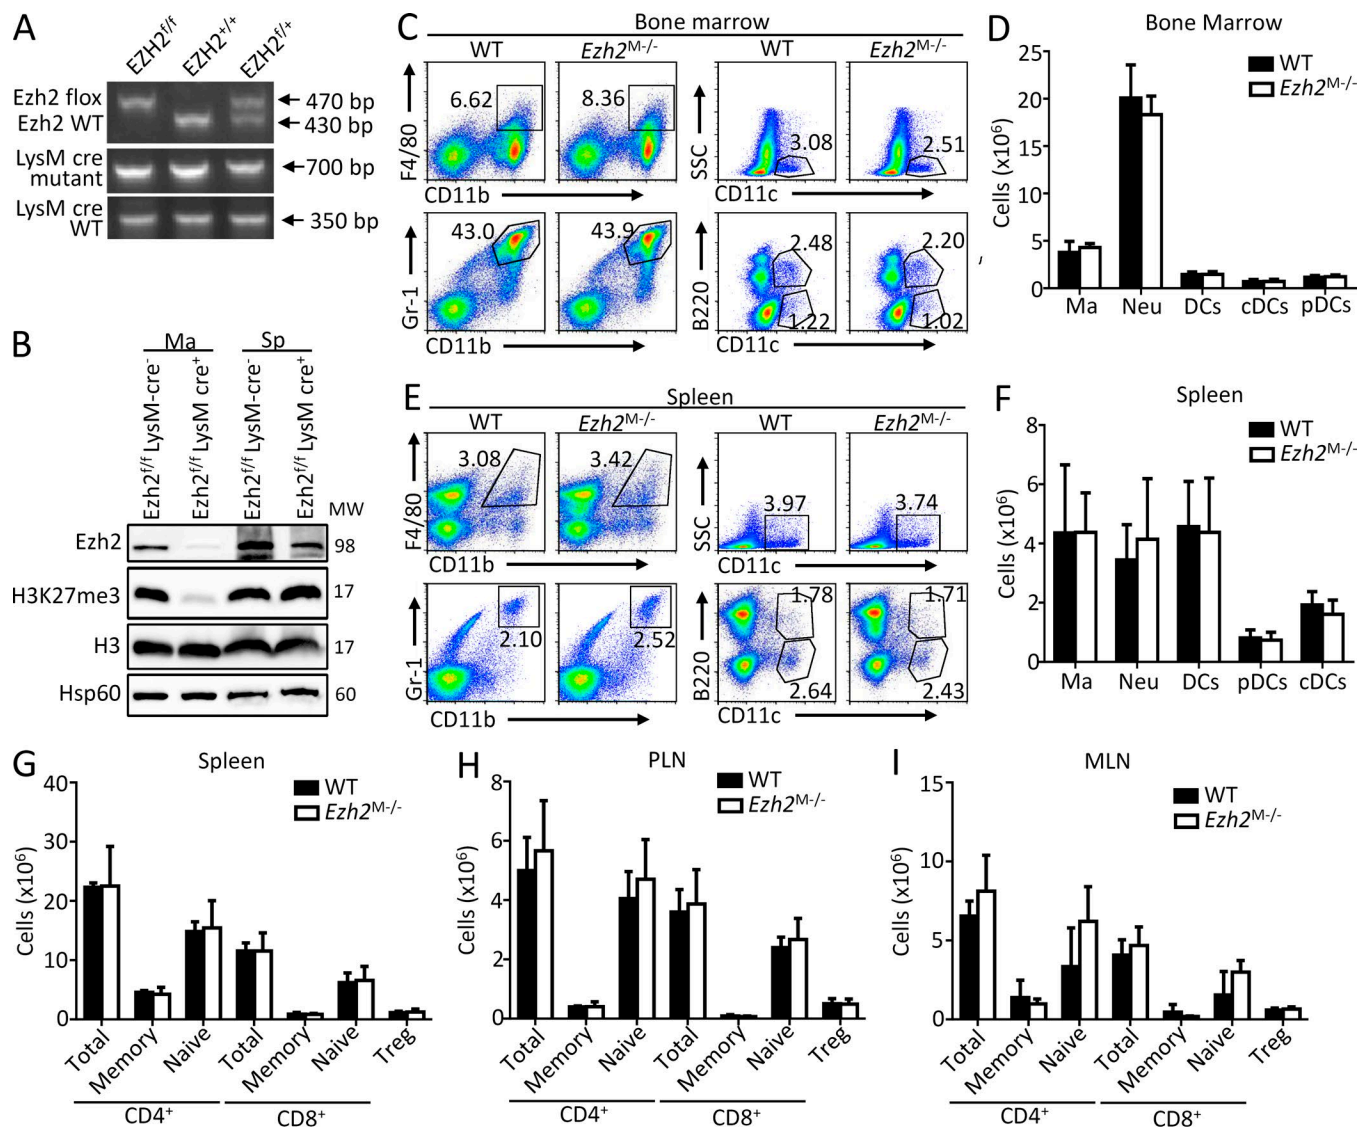 A
EZH2f/f EZH2+/+ EZH2f/+
Ezh2 flox
470 bp
Ezh2 WT
430 bp
LysM cre
mutant
700 bp
LysM cre
WT
350 bp
B
Ma Sp
Ezh2f/f LysM-cre-
Ezh2f/f LysM cre+
Ezh2f/f LysM-cre-
Ezh2f/f LysM cre+
MW
Ezh2 98
H3K27me3 17
H3 17
Hsp60 60
C
Bone marrow
WT Ezh2M-/- WT Ezh2M-/-
6.62 8.36 3.08 2.51
F4/80
CD11b
SSC
CD11c
43.0 43.9 2.48 2.20
1.22 1.02
Gr-1
CD11b
B220
CD11c
,
D
Bone Marrow
WT
Ezh2M-/-
Cells (x10⁶)
25
20
15
10
5
0
Ma Neu DCs cDCs pDCs
E
Spleen
WT Ezh2M-/- WT Ezh2M-/-
3.08 3.42 3.97 3.74
F4/80
CD11b
SSC
CD11c
2.10 2.52 1.78 1.71
2.64 2.43
Gr-1
CD11b
B220
CD11c
F
Spleen
WT
Ezh2M-/-
Cells (x10⁶)
8
6
4
2
0
Ma Neu DCs pDCs cDCs
G
Spleen
WT
Ezh2M-/-
Cells (x10⁶)
40
30
20
10
0
Total Memory Naive Total Memory Naive Treg
CD4+ CD8+
H
PLN
WT
Ezh2M-/-
Cells (x10⁶)
8
6
4
2
0
Total Memory Naive Total Memory Naive Treg
CD4+ CD8+
I
MLN
WT
Ezh2M-/-
Cells (x10⁶)
15
10
5
0
Total Memory Naive Total Memory Naive Treg
CD4+ CD8+